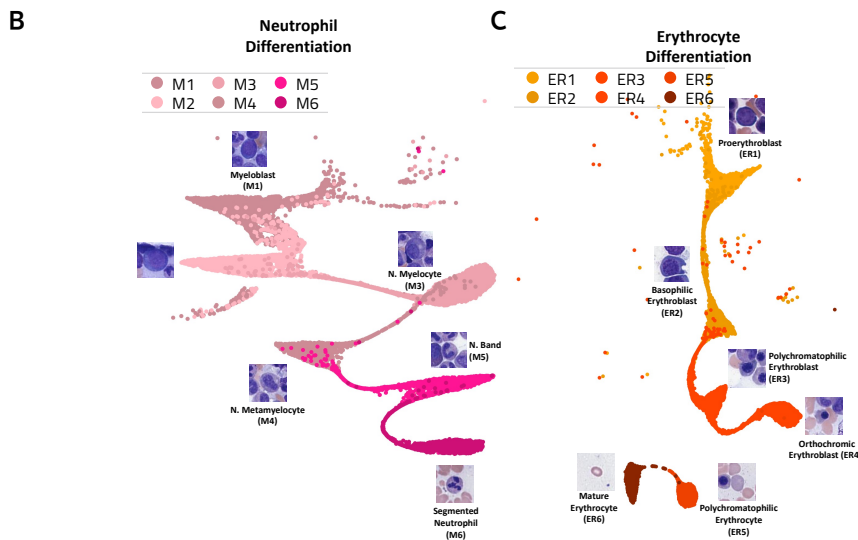 B
Neutrophil
Differentiation
M1 M3 M5
M2 M4 M6
Myeloblast
(M1)
N. Myelocyte
(M3)
N. Band
(M5)
N. Metamyelocyte
(M4)
Segmented
Neutrophil
(M6)
C
Erythrocyte
Differentiation
ER1 ER3 ER5
ER2 ER4 ER6
Proerythroblast
(ER1)
Basophilic
Erythroblast
(ER2)
Polychromatophilic
Erythroblast
(ER3)
Orthochromic
Erythroblast (ER4
Mature
Erythrocyte
(ER6)
Polychromatophilic
Erythrocyte
(ER5)